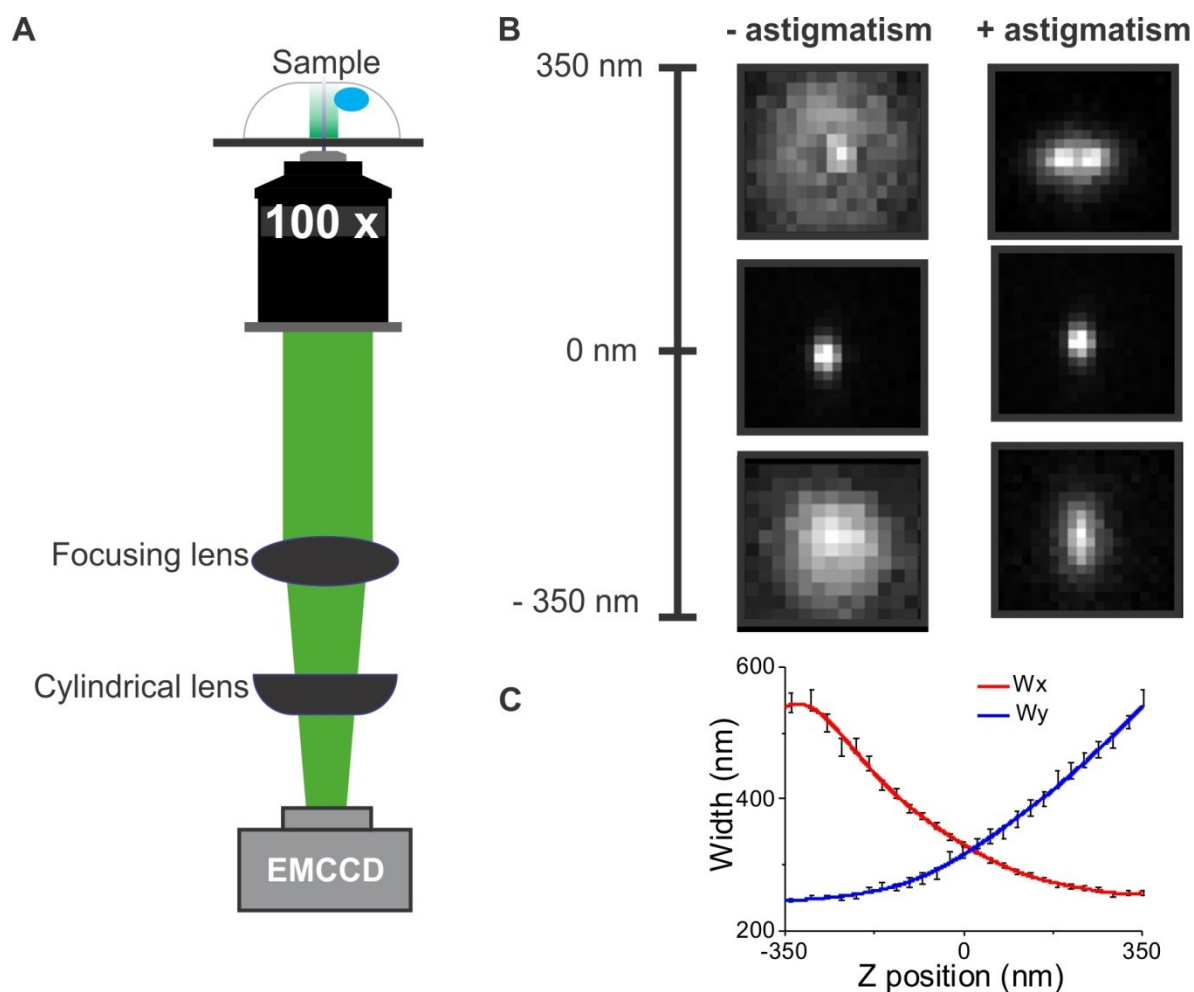 A
Sample
100 x
Focusing lens
Cylindrical lens
EMCCD
B
- astigmatism
+ astigmatism
350 nm
0 nm
- 350 nm
C
600
400
200
Width (nm)
Wx
Wy
-350
0
350
Z position (nm)